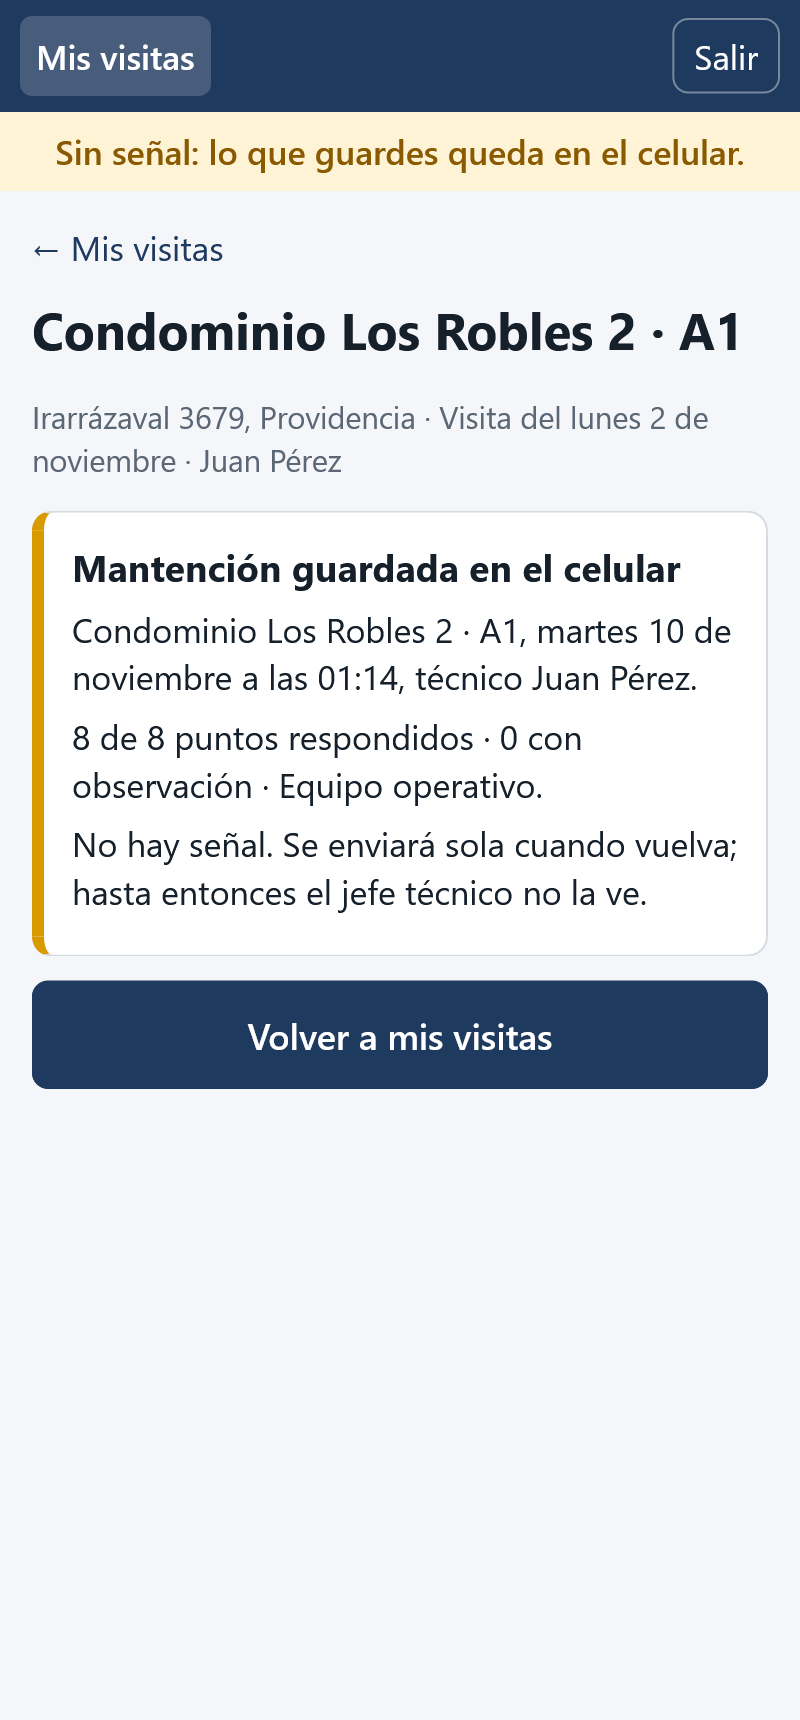 Mis visitas
Salir
Sin señal: lo que guardes queda en el celular.
← Mis visitas
Condominio Los Robles 2 · A1
Irarrázaval 3679, Providencia · Visita del lunes 2 de
noviembre · Juan Pérez
Mantención guardada en el celular
Condominio Los Robles 2 · A1, martes 10 de
noviembre a las 01:14, técnico Juan Pérez.
8 de 8 puntos respondidos · 0 con
observación · Equipo operativo.
No hay señal. Se enviará sola cuando vuelva;
hasta entonces el jefe técnico no la ve.
Volver a mis visitas